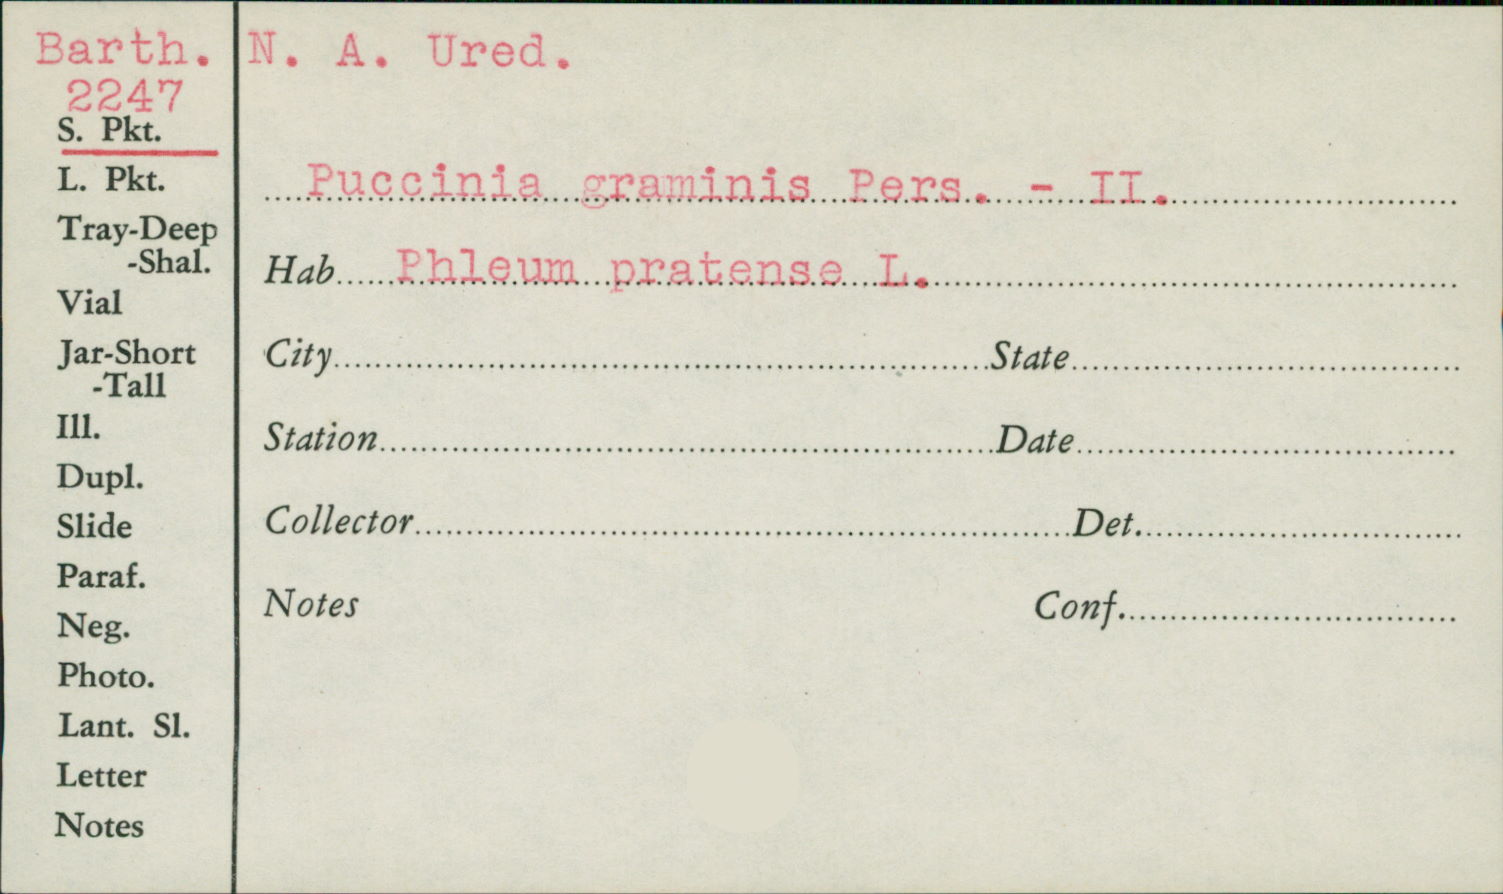 Barth.
2247
S. Pkt.
L. Pkt.
Tray-Deep
-Shal.
Vial
Jar-Short
-Tall
Ill.
Dupl.
Slide
Paraf.
Neg.
Photo.
Lant. Sl.
Letter
Notes
N. A. Ured.
Puccinia graminis Pers. - II.
Hab Phleum pratense L.
City State
Station Date
Collector Det.
Notes Conf.